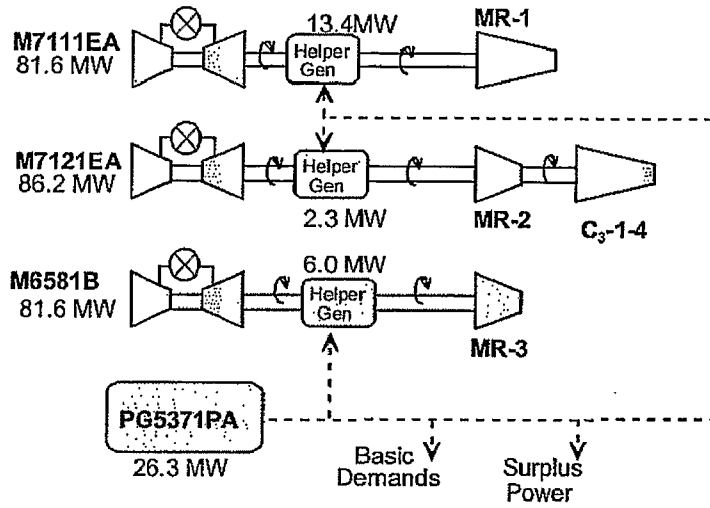 13.4MW
MR-1
M7111EA
81.6 MW
Helper
Gen
M7121EA
86.2 MW
Helper
Gen
2.3 MW
MR-2
C₃-1-4
6.0 MW
M6581B
81.6 MW
Helper
Gen
MR-3
PG5371PA
26.3 MW
Basic
Demands
Surplus
Power